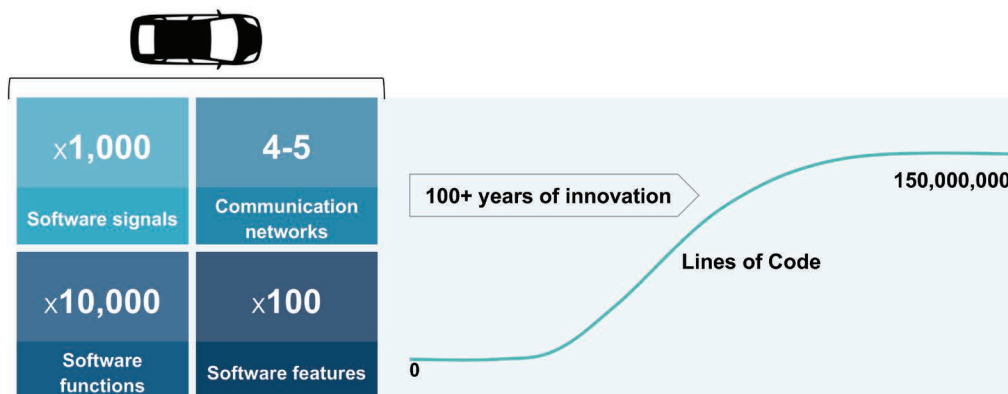 x1,000
Software signals
4-5
Communication
networks
x10,000
Software
functions
x100
Software features
100+ years of innovation
150,000,000
Lines of Code
0